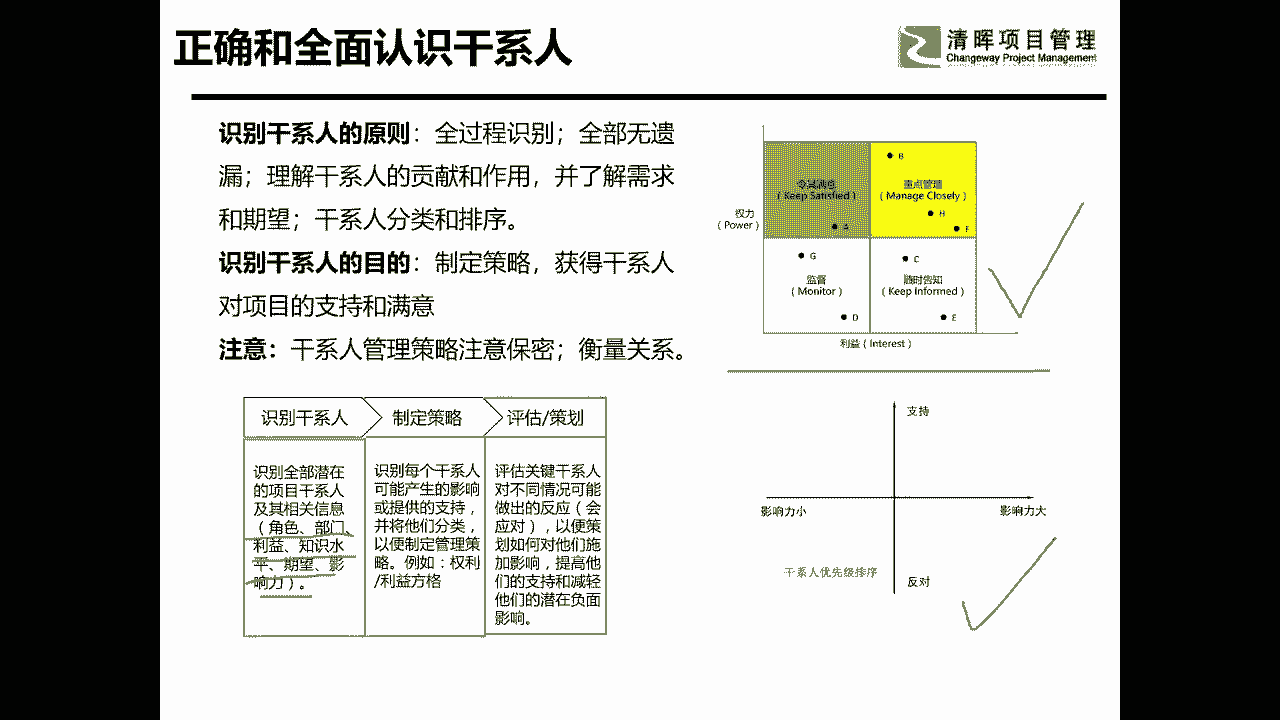 正确和全面认识干系人
清晖项目管理
Changeway Project Management
识别干系人的原则：全过程识别；全部无遗
漏；理解干系人的贡献和作用，并了解需求
和期望；干系人分类和排序。
识别干系人的目的：制定策略，获得干系人
对项目的支持和满意
注意：干系人管理策略注意保密；衡量关系。
权力
（Power）
（Keep Satisfied）
A
B
重点管理
（Manage Closely）
H
F
G
监督
（Monitor）
D
C
随时告知
（Keep Informed）
E
利益（Interest）
识别干系人
制定策略
评估/策划
识别全部潜在
的项目干系人
及其相关信息
（角色、部门、
利益、知识水
平、期望、影
响力）。
识别每个干系人
可能产生的影响
或提供的支持，
并将他们分类，
以便制定管理策
略。例如：权利
/利益方格
评估关键干系人
对不同情况可能
做出的反应（会
应对），以便策
划如何对他们施
加影响，提高他
们的支持和减轻
他们的潜在负面
影响。
支持
影响力小
影响力大
干系人优先级排序
反对